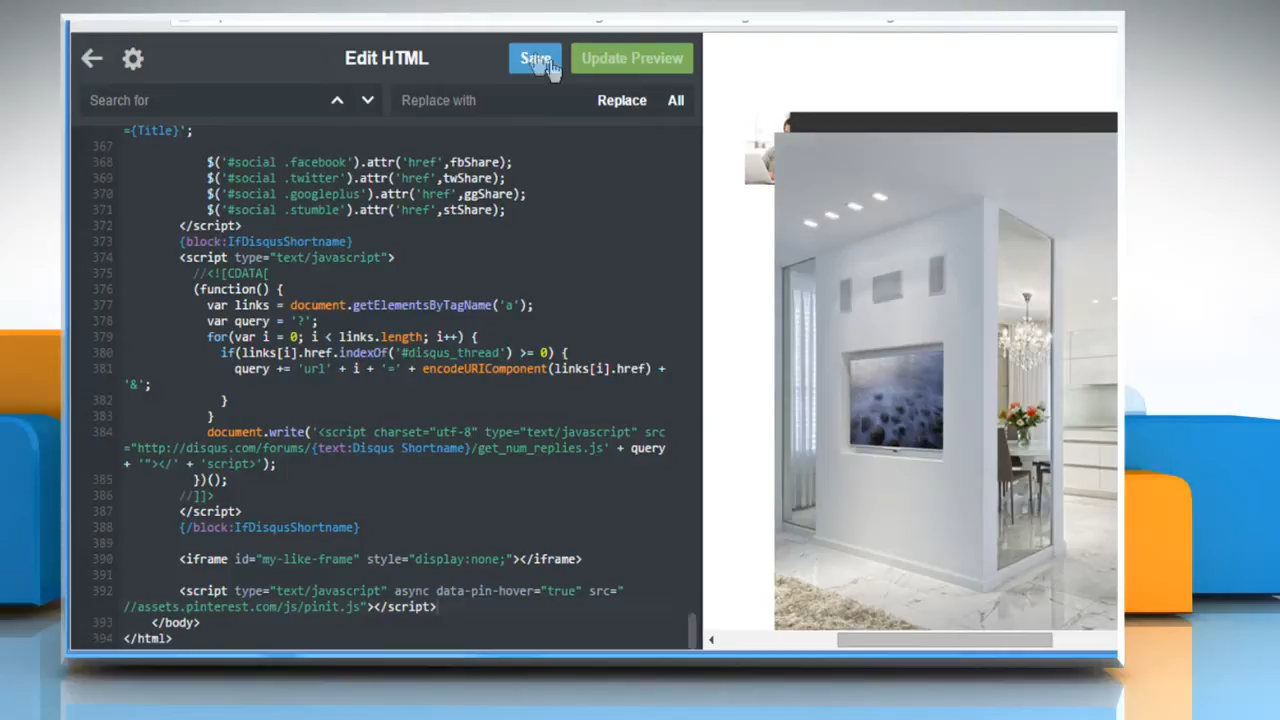 Edit HTML
Save
Update Preview
Search for
Replace with
Replace
All
={Title}';
367
368 $('#social .facebook').attr('href',fbShare);
369 $('#social .twitter').attr('href',twShare);
370 $('#social .googleplus').attr('href',ggShare);
371 $('#social .stumble').attr('href',stShare);
372 </script>
373 {block:IfDisqusShortname}
374 <script type="text/javascript">
375 //<![CDATA[
376 (function() {
377 var links = document.getElementsByTagName('a');
378 var query = '?';
379 for(var i = 0; i < links.length; i++) {
380 if(links[i].href.indexOf('#disqus_thread') >= 0) {
381 query += 'url' + i + '=' + encodeURIComponent(links[i].href) +
'&';
382 }
383 }
384 document.write('<script charset="utf-8" type="text/javascript" src
="http://disqus.com/forums/{text:Disqus Shortname}/get_num_replies.js' + query
+ '"></' + 'script>');
385 })();
386 //]]>
387 </script>
388 {/block:IfDisqusShortname}
389
390 <iframe id="my-like-frame" style="display:none;"></iframe>
391
392 <script type="text/javascript" async data-pin-hover="true" src="
//assets.pinterest.com/js/pinit.js"></script>
393 </body>
394 </html>